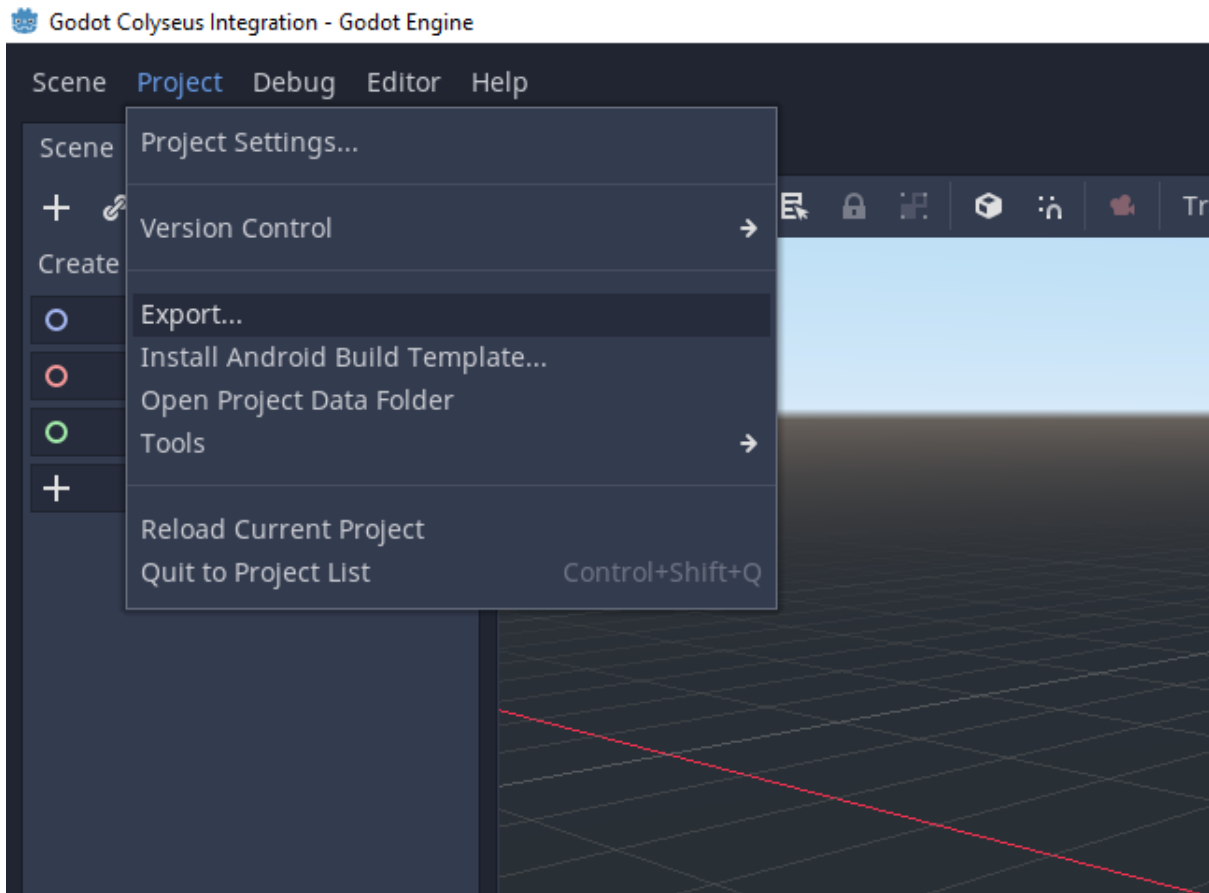 Godot Colyseus Integration - Godot Engine
Scene Project Debug Editor Help
Scene
Project Settings...
Tr
Version Control
Create
Export...
Install Android Build Template...
Open Project Data Folder
Tools
Reload Current Project
Quit to Project List Control+Shift+Q